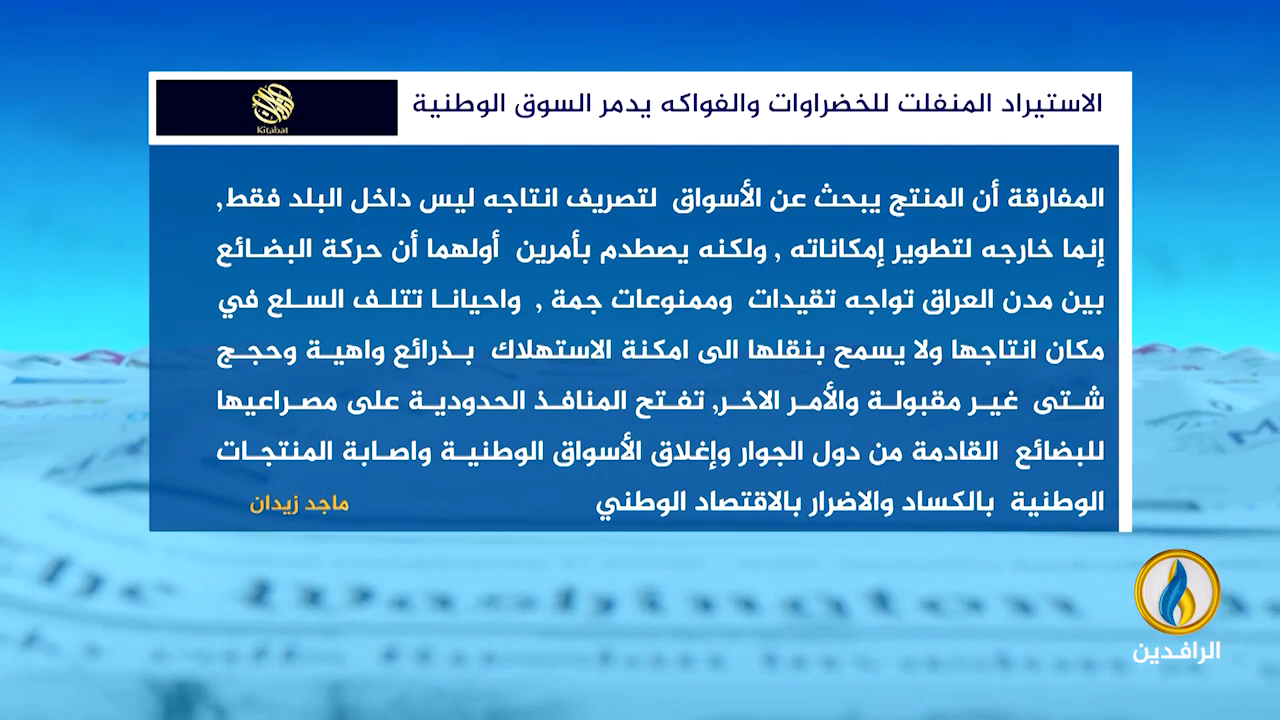 الاستيراد المنفلت للخضراوات والفواكه يدمر السوق الوطنية
Kitabat
المفارقة أن المنتج يبحث عن الأسواق لتصريف انتاجه ليس داخل البلد فقط,
إنما خارجه لتطوير إمكاناته , ولكنه يصطدم بأمرين أولهما أن حركة البضائع
بين مدن العراق تواجه تقيدات وممنوعات جمة , واحيانا تتلف السلع في
مكان انتاجها ولا يسمح بنقلها الى امكنة الاستهلاك بذرائع واهية وحجج
شتى غير مقبولة والأمر الاخر, تفتح المنافذ الحدودية على مصراعيها
للبضائع القادمة من دول الجوار وإغلاق الأسواق الوطنية واصابة المنتجات
الوطنية بالكساد والاضرار بالاقتصاد الوطني
ماجد زيدان
الرافدين